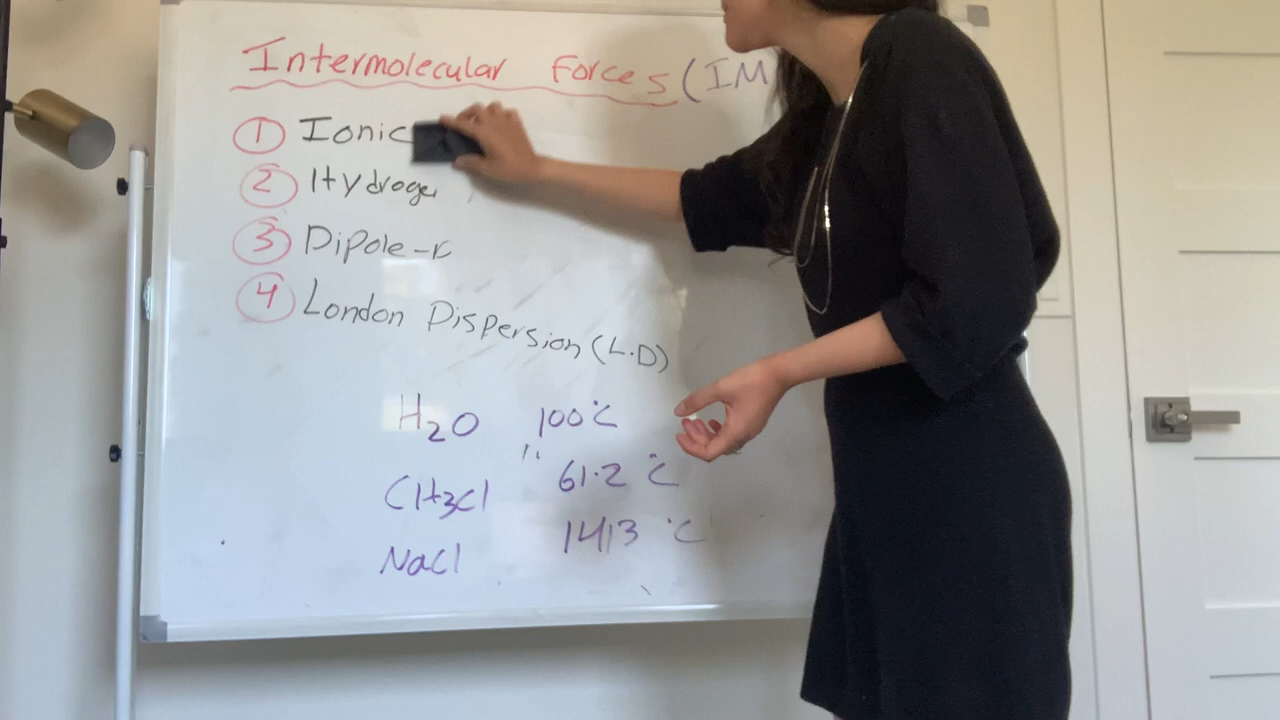 Intermolecular Forces (IM
① Ionic
② Hydroge
③ Dipole-
④ London Dispersion (L.D)
H₂O 100°C
CH₃Cl 61.2 °C
NaCl 1413 °C